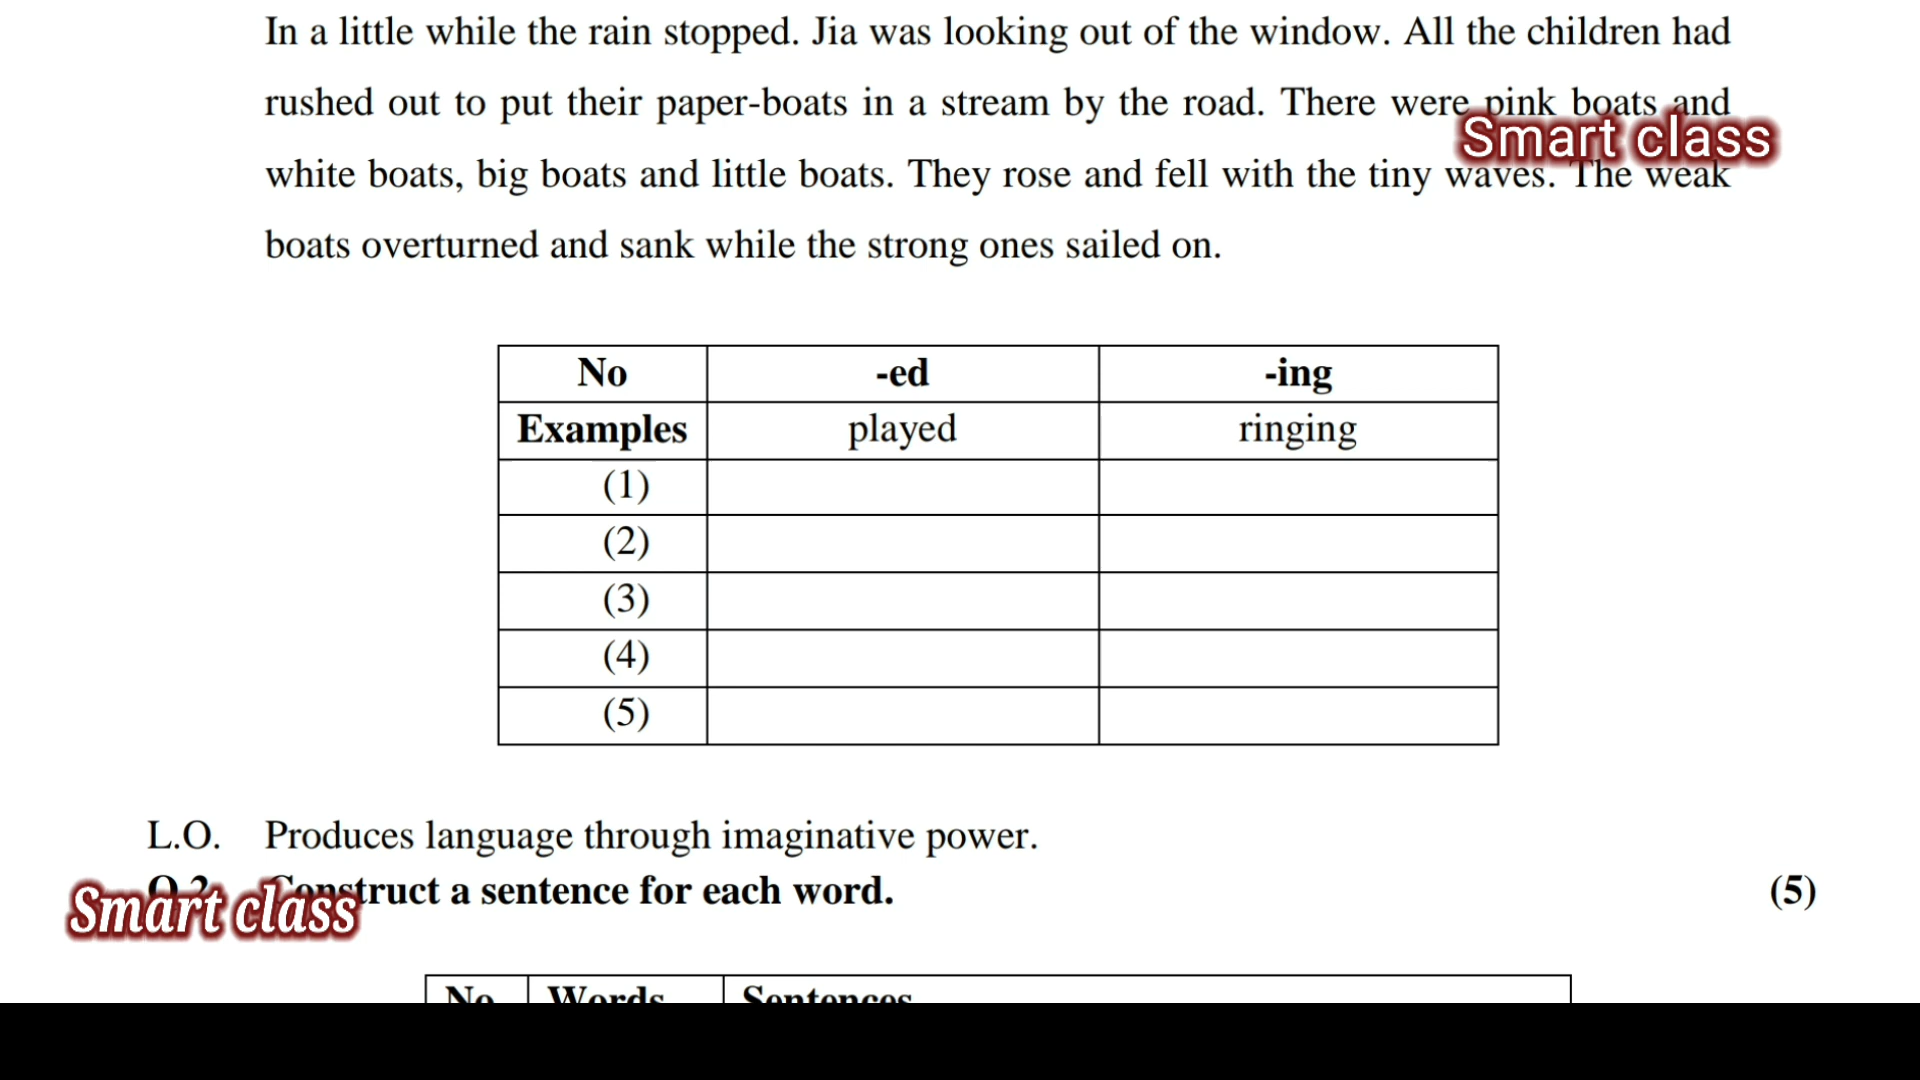 In a little while the rain stopped. Jia was looking out of the window. All the children had
rushed out to put their paper-boats in a stream by the road. There were pink boats and
Smart class
white boats, big boats and little boats. They rose and fell with the tiny waves. The weak
boats overturned and sank while the strong ones sailed on.
No -ed -ing
Examples played ringing
(1)
(2)
(3)
(4)
(5)
L.O. Produces language through imaginative power.
Q.2 Construct a sentence for each word. (5)
Smart class
No Words Sentences